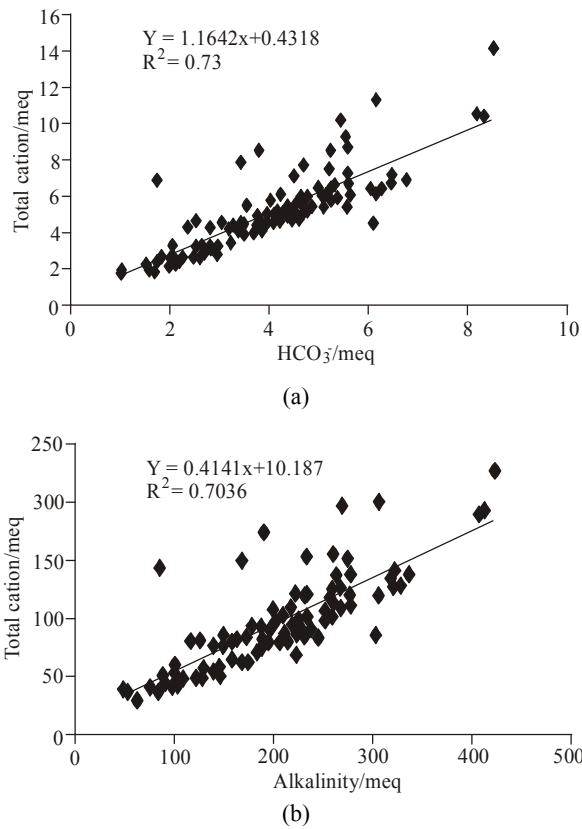 (a)
Y = 1.1642x+0.4318
R² = 0.73
Total cation/meq
16
14
12
10
8
6
4
2
0
0 2 4 6 8 10
HCO₃⁻/meq
(a)
Y = 0.4141x+10.187
R² = 0.7036
Total cation/meq
250
300
150
100
50
0
0 100 200 300 400 500
Alkalinity/meq
(b)